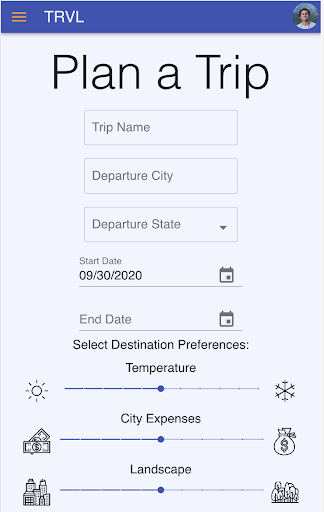 TRVL
Plan a Trip
Trip Name
Departure City
Departure State
Start Date
09/30/2020
End Date
Select Destination Preferences:
Temperature
City Expenses
Landscape